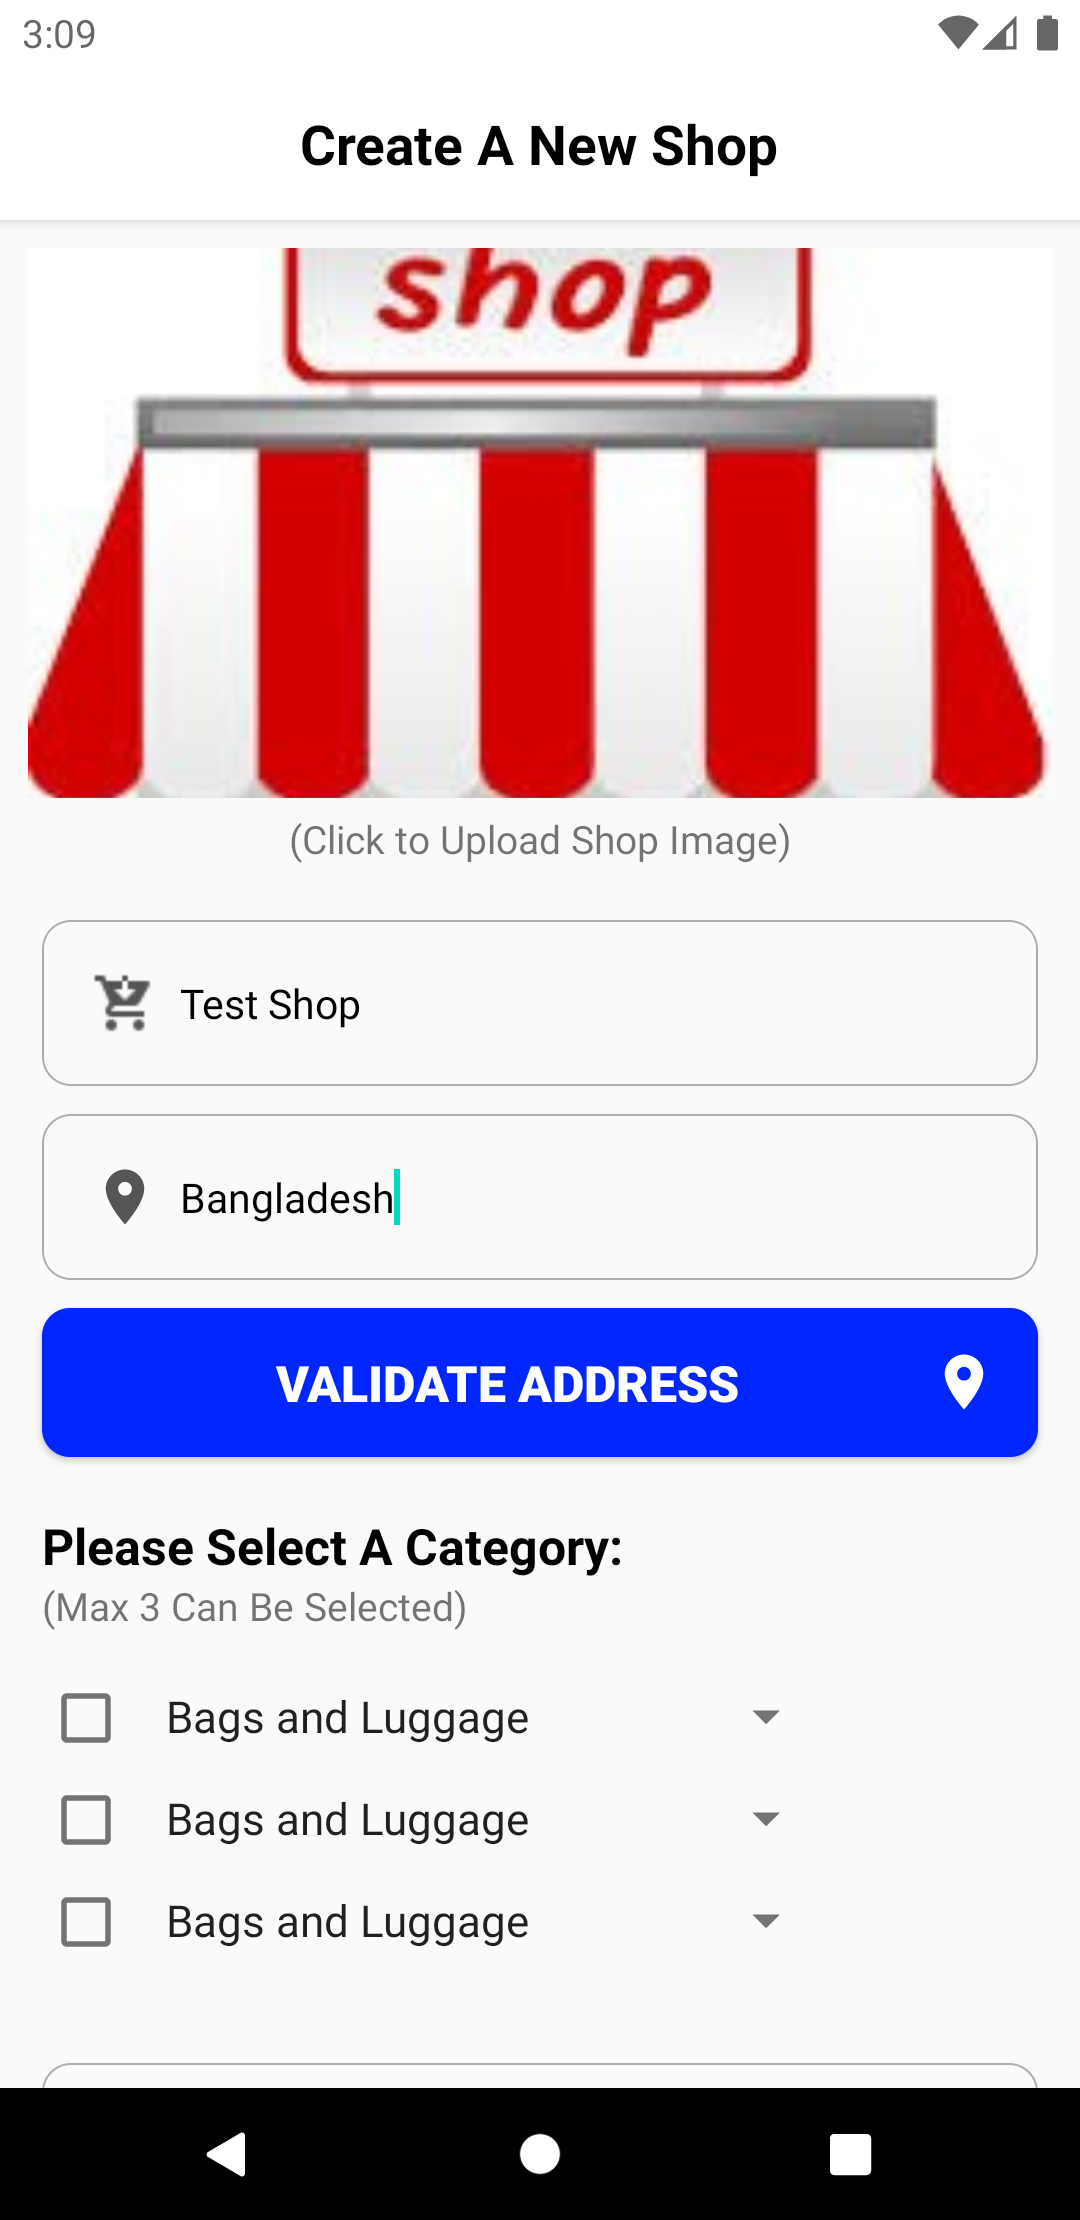 3:09
Create A New Shop
shop
(Click to Upload Shop Image)
Test Shop
Bangladesh
VALIDATE ADDRESS
Please Select A Category:
(Max 3 Can Be Selected)
Bags and Luggage
Bags and Luggage
Bags and Luggage